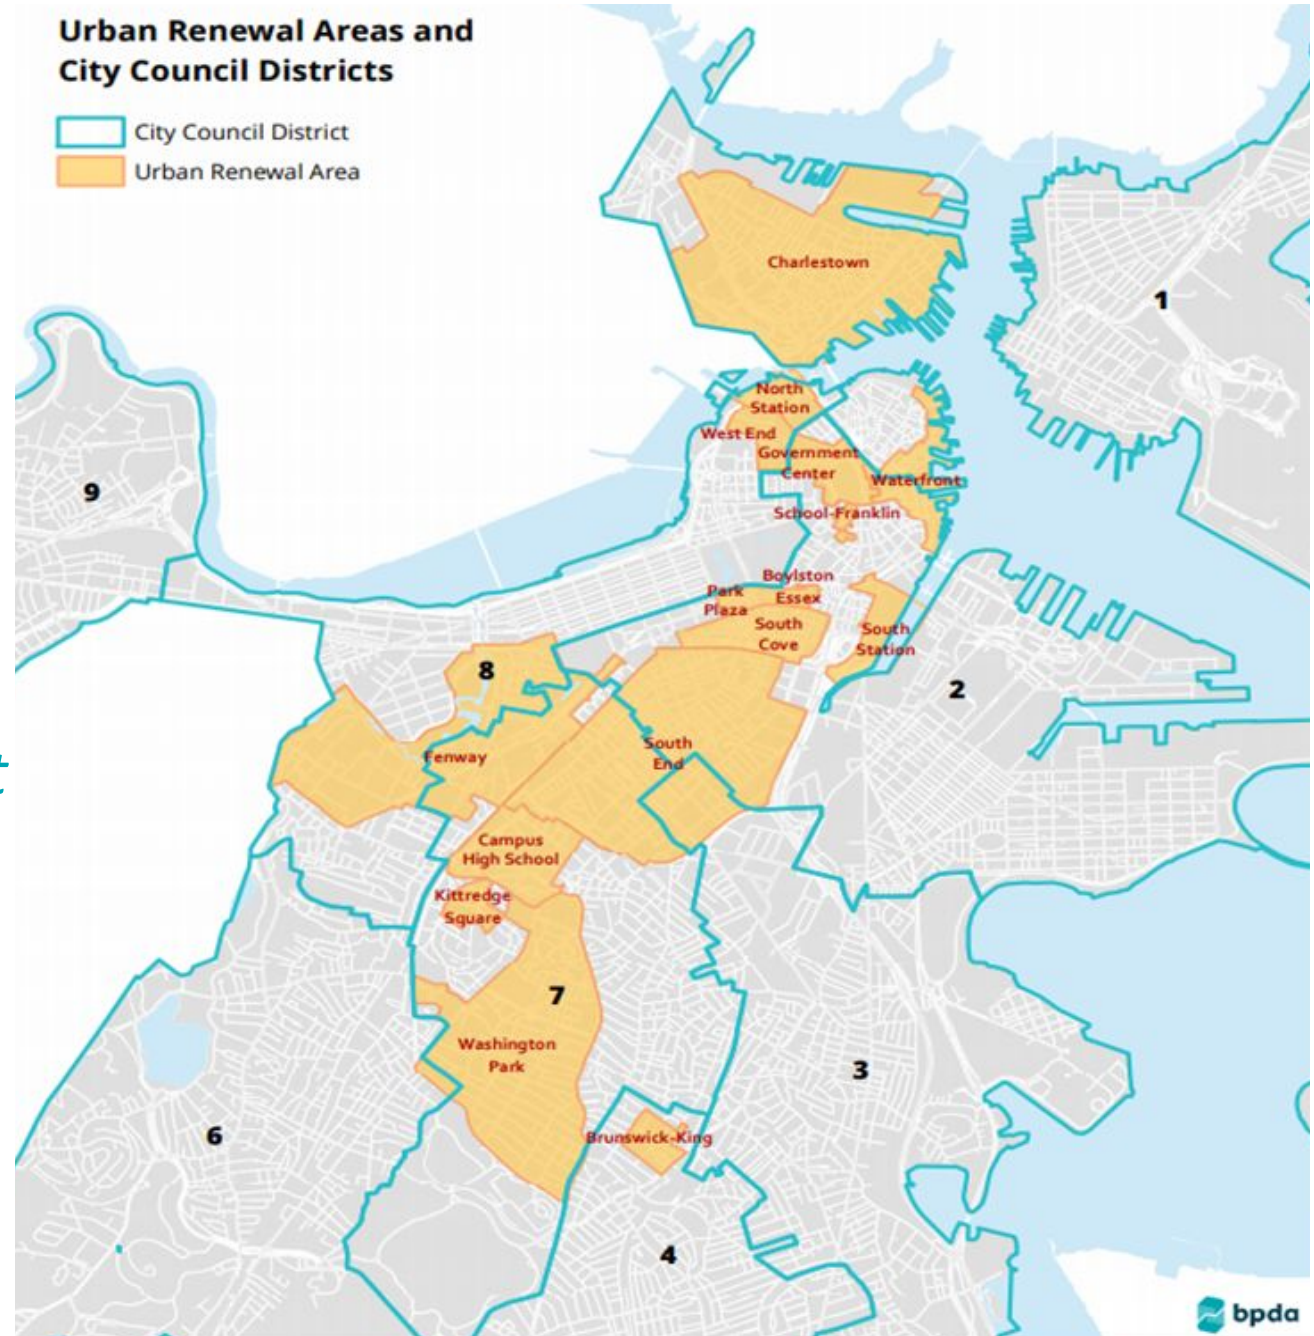 Urban Renewal Areas and
City Council Districts
City Council District
Urban Renewal Area
Charlestown
1
North
Station
West End
Government
Center
Waterfront
9
School-Franklin
Boylston
Essex
Park
Plaza
South
Cove
South
Station
8
2
South
End
Fenway
Campus
High School
Kittredge
Square
7
Washington
Park
3
6
Brunswick-King
4
bpda